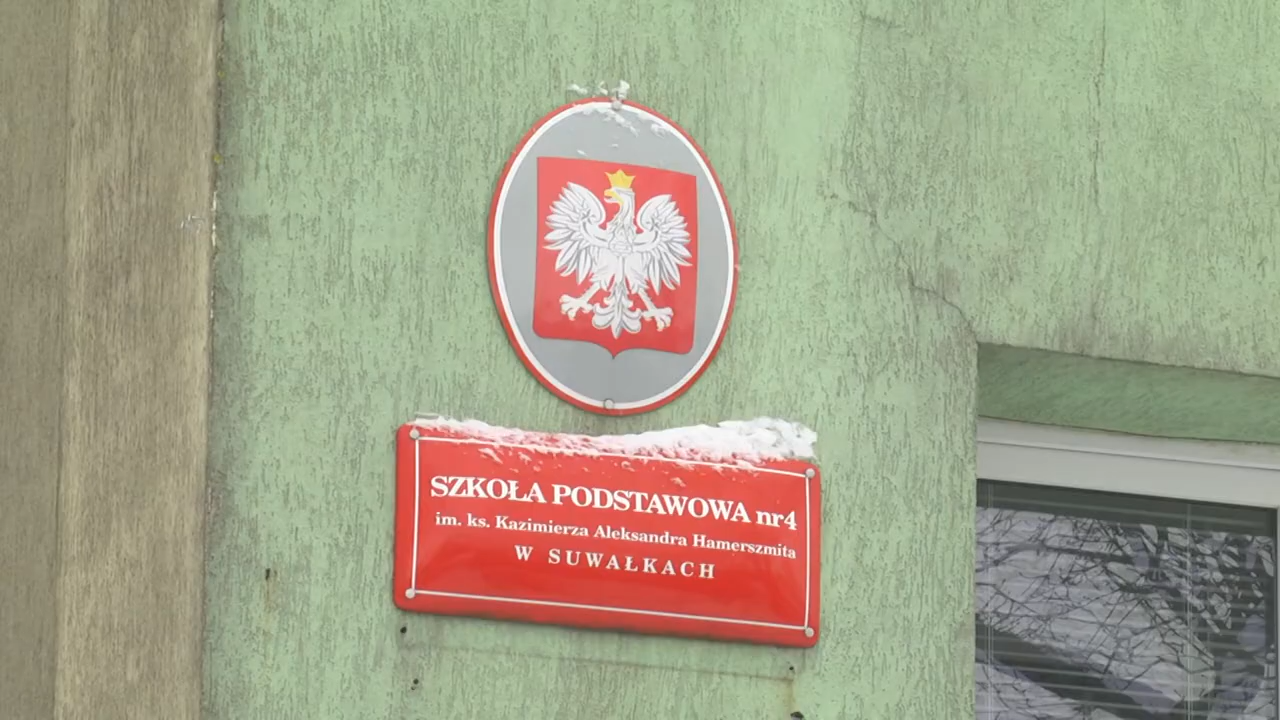 SZKOŁA PODSTAWOWA nr4
im. ks. Kazimierza Aleksandra Hamerszmita
W SUWAŁKACH